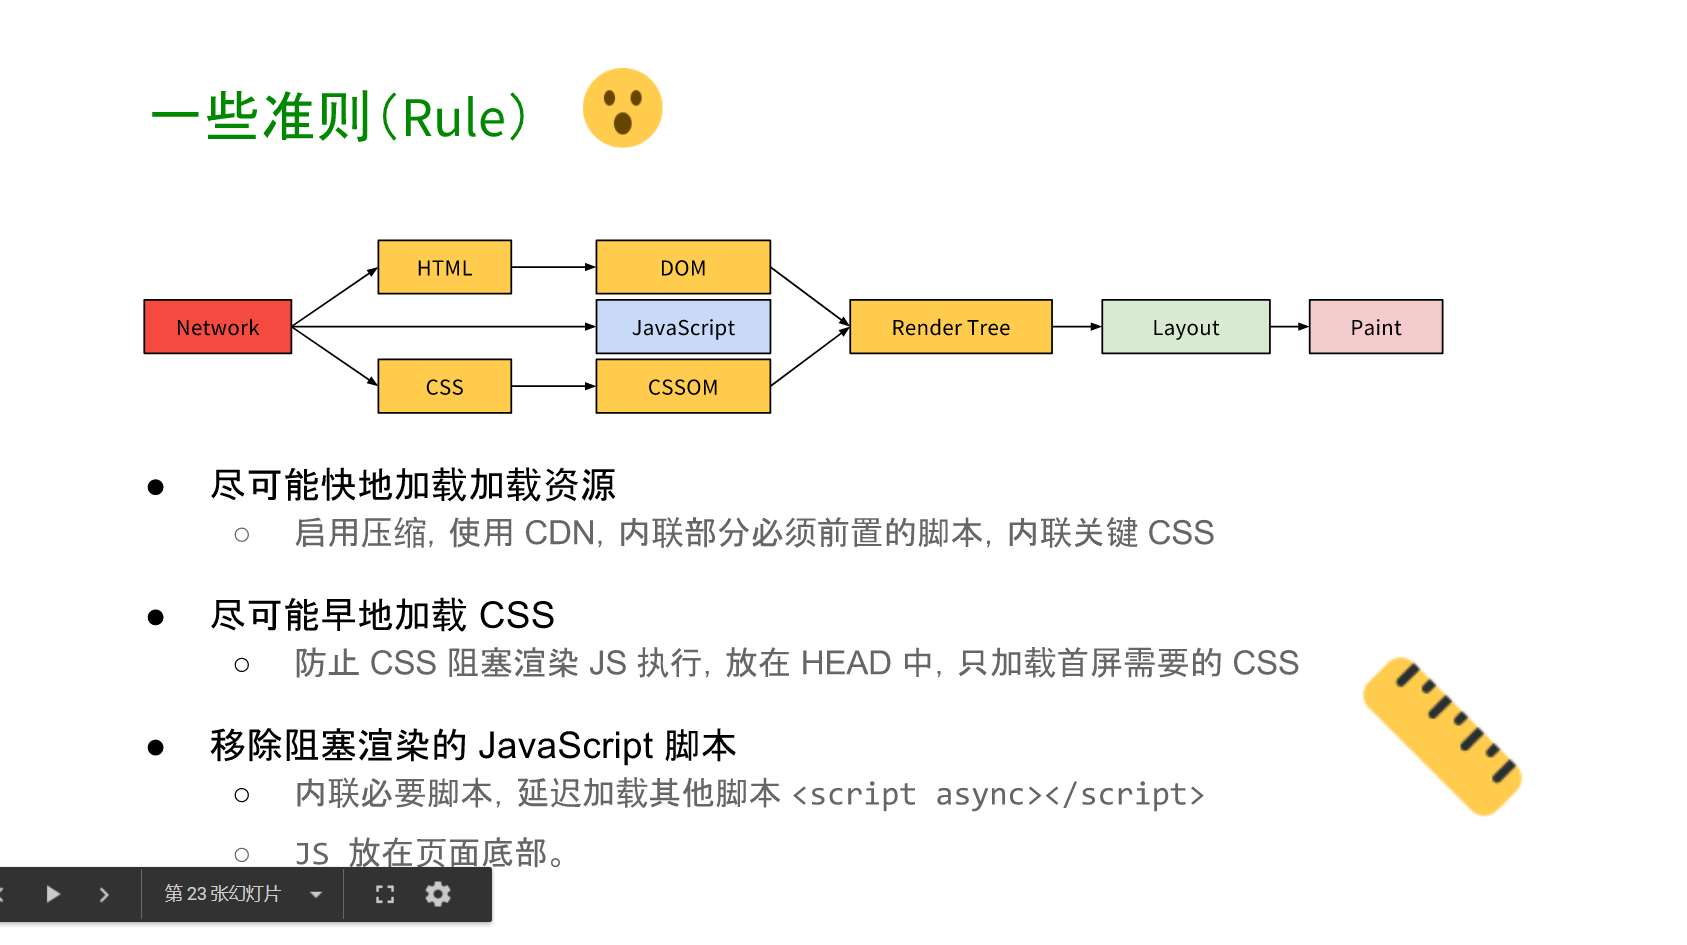 一些准则（Rule）
HTML
DOM
Network
JavaScript
Render Tree
Layout
Paint
CSS
CSSOM
● 尽可能快地加载加载资源
○ 启用压缩，使用 CDN，内联部分必须前置的脚本，内联关键 CSS
● 尽可能早地加载 CSS
○ 防止 CSS 阻塞渲染 JS 执行，放在 HEAD 中，只加载首屏需要的 CSS
● 移除阻塞渲染的 JavaScript 脚本
○ 内联必要脚本，延迟加载其他脚本 <script async></script>
○ JS 放在页面底部。
第 23 张幻灯片